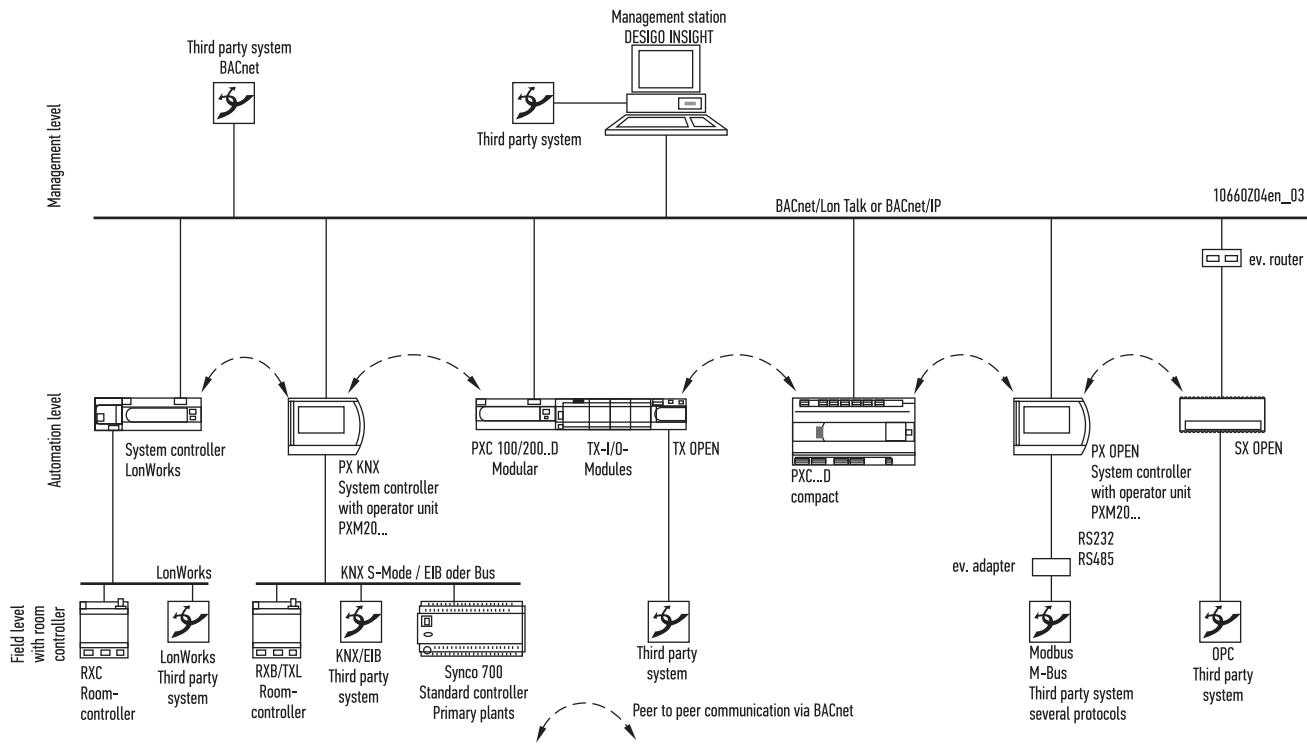 Management station
DESIGO INSIGHT
Third party system
BACnet
Third party system
Management level
10660Z04en_03
BACnet/Lon Talk or BACnet/IP
ev. router
Automation level
System controller
LonWorks
PX KNX
System controller
with operator unit
PXM20...
PXC 100/200..D
Modular
TX-I/O-
Modules
TX OPEN
PXC...D
compact
PX OPEN
System controller
with operator unit
PXM20...
SX OPEN
RS232
RS485
ev. adapter
LonWorks
KNX S-Mode / EIB oder Bus
Field level
with room
controller
RXC
Room-
controller
LonWorks
Third party
system
RXB/TXL
Room-
controller
KNX/EIB
Third party
system
Synco 700
Standard controller
Primary plants
Third party
system
Modbus
M-Bus
Third party system
several protocols
OPC
Third party
system
Peer to peer communication via BACnet